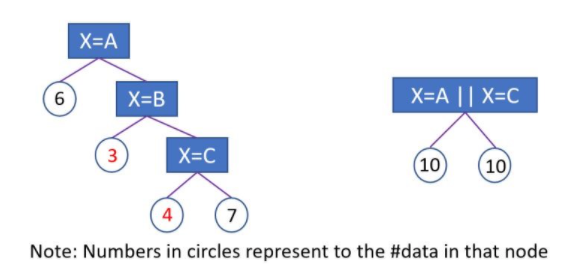 X=A
6
X=B
3
X=C
4
7
X=A || X=C
10
10
Note: Numbers in circles represent to the #data in that node